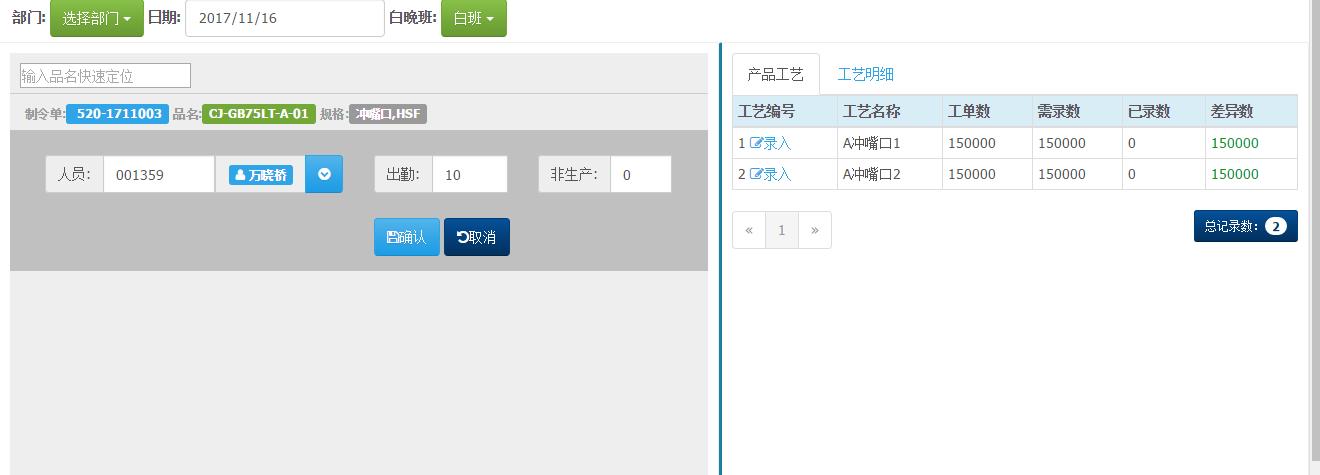 部门: 选择部门 日期: 2017/11/16 白晚班: 白班
输入品名快速定位
制令单: 520-1711003 品名: CJ-GB75LT-A-01 规格: 冲嘴口,HSF
人员: 001359 万晓桥 出勤: 10 非生产: 0
确认 取消
产品工艺 工艺明细
工艺编号 工艺名称 工单数 需录数 已录数 差异数
1 录入 A冲嘴口1 150000 150000 0 150000
2 录入 A冲嘴口2 150000 150000 0 150000
« 1 » 总记录数: 2